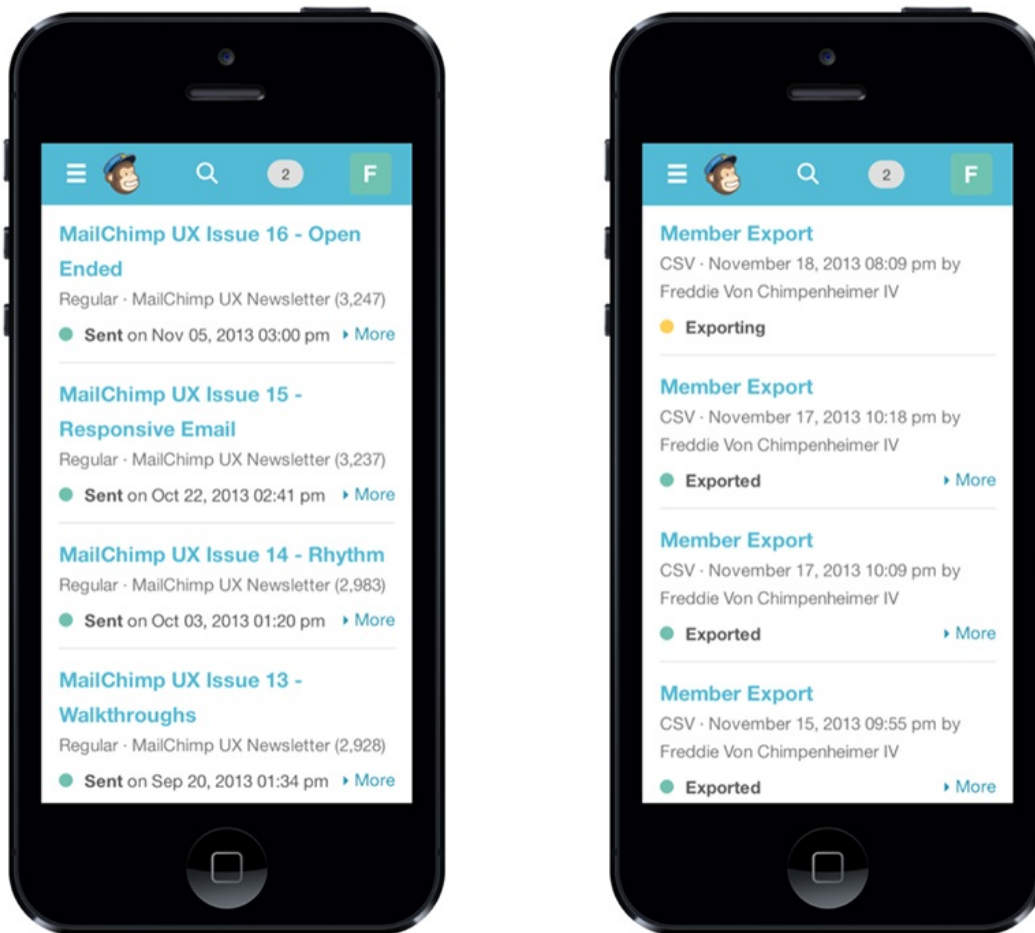 2
F
MailChimp UX Issue 16 - Open
Ended
Regular · MailChimp UX Newsletter (3,247)
Sent on Nov 05, 2013 03:00 pm More
MailChimp UX Issue 15 -
Responsive Email
Regular · MailChimp UX Newsletter (3,237)
Sent on Oct 22, 2013 02:41 pm More
MailChimp UX Issue 14 - Rhythm
Regular · MailChimp UX Newsletter (2,983)
Sent on Oct 03, 2013 01:20 pm More
MailChimp UX Issue 13 -
Walkthroughs
Regular · MailChimp UX Newsletter (2,928)
Sent on Sep 20, 2013 01:34 pm More
2
F
Member Export
CSV · November 18, 2013 08:09 pm by
Freddie Von Chimpenheimer IV
Exporting
Member Export
CSV · November 17, 2013 10:18 pm by
Freddie Von Chimpenheimer IV
Exported More
Member Export
CSV · November 17, 2013 10:09 pm by
Freddie Von Chimpenheimer IV
Exported More
Member Export
CSV · November 15, 2013 09:55 pm by
Freddie Von Chimpenheimer IV
Exported More